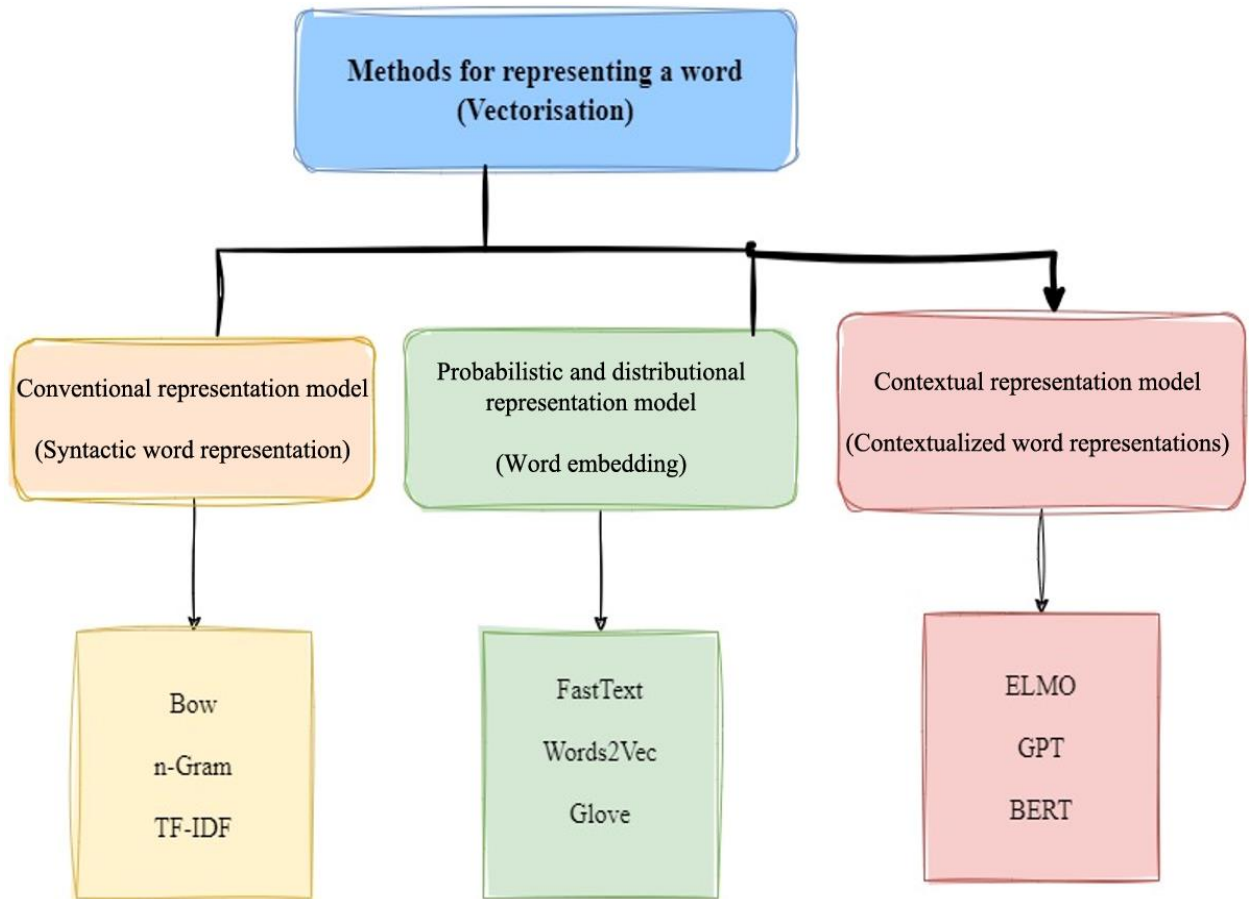 Methods for representing a word
(Vectorisation)
Conventional representation model
(Syntactic word representation)
Probabilistic and distributional
representation model
(Word embedding)
Contextual representation model
(Contextualized word representations)
Bow
n-Gram
TF-IDF
FastText
Words2Vec
Glove
ELMO
GPT
BERT